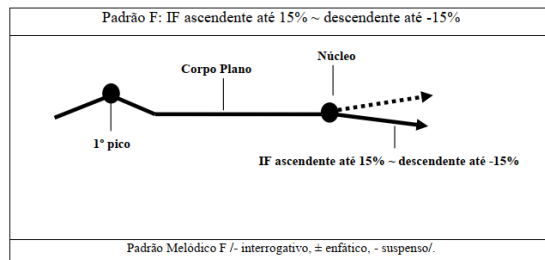 Padrão F: IF ascendente até 15% ~ descendente até -15%
Núcleo
Corpo Plano
1º pico
IF ascendente até 15% ~ descendente até -15%
Padrão Melódico F /- interrogativo, ± enfático, - suspenso/.